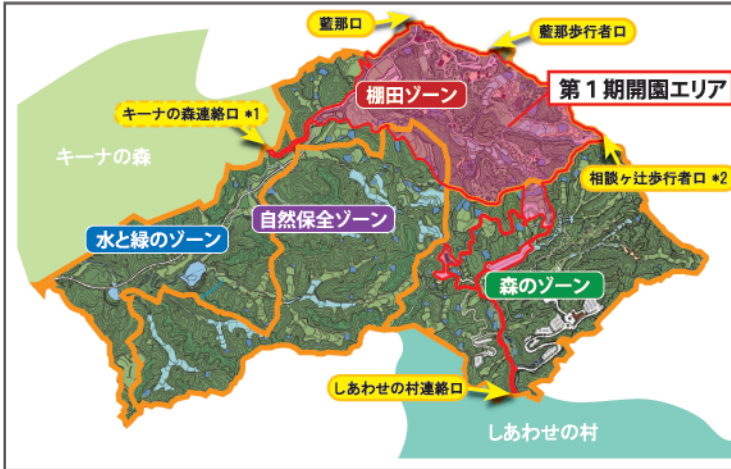 藍那口
藍那歩行者口
棚田ゾーン
第1期開園エリア
キーナの森連絡口 *1
キーナの森
相談ヶ辻歩行者口 *2
自然保全ゾーン
水と緑のゾーン
森のゾーン
しあわせの村連絡口
しあわせの村